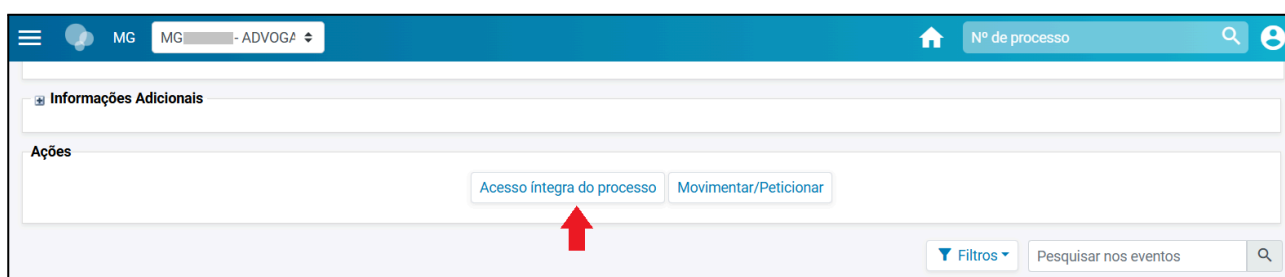 MG MG - ADVOGA Nº de processo
Informações Adicionais
Ações
Acesso íntegra do processo Movimentar/Peticionar
Filtros Pesquisar nos eventos